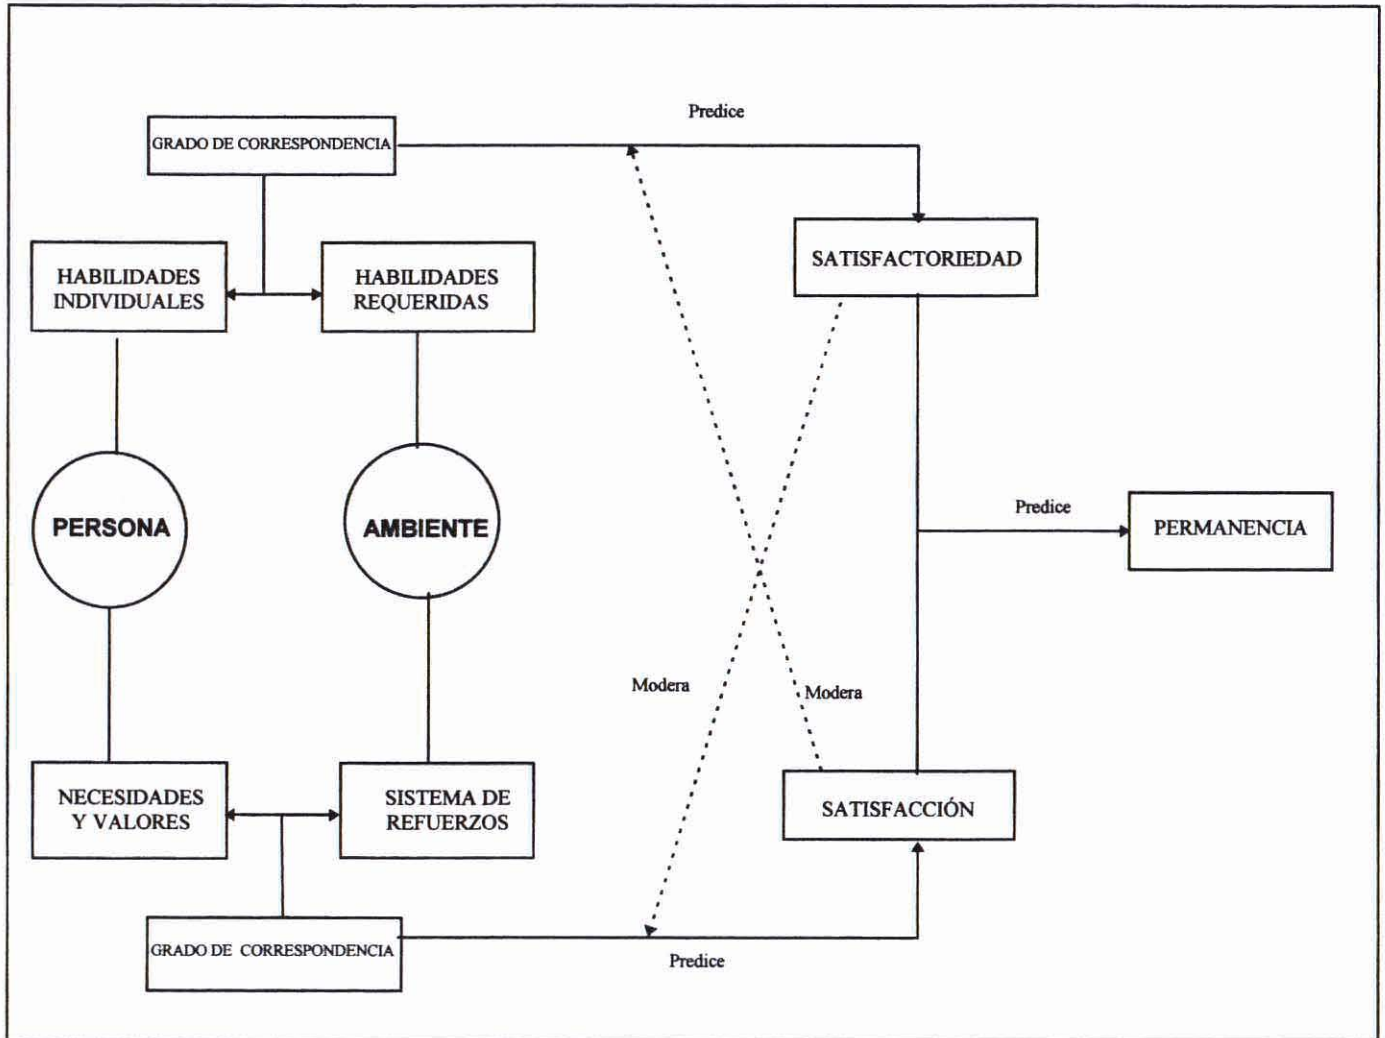 Predice
GRADO DE CORRESPONDENCIA
HABILIDADES
INDIVIDUALES
HABILIDADES
REQUERIDAS
SATISFACTORIEDAD
PERSONA
AMBIENTE
Predice
PERMANENCIA
Modera
Modera
NECESIDADES
Y VALORES
SISTEMA DE
REFUERZOS
SATISFACCIÓN
GRADO DE CORRESPONDENCIA
Predice